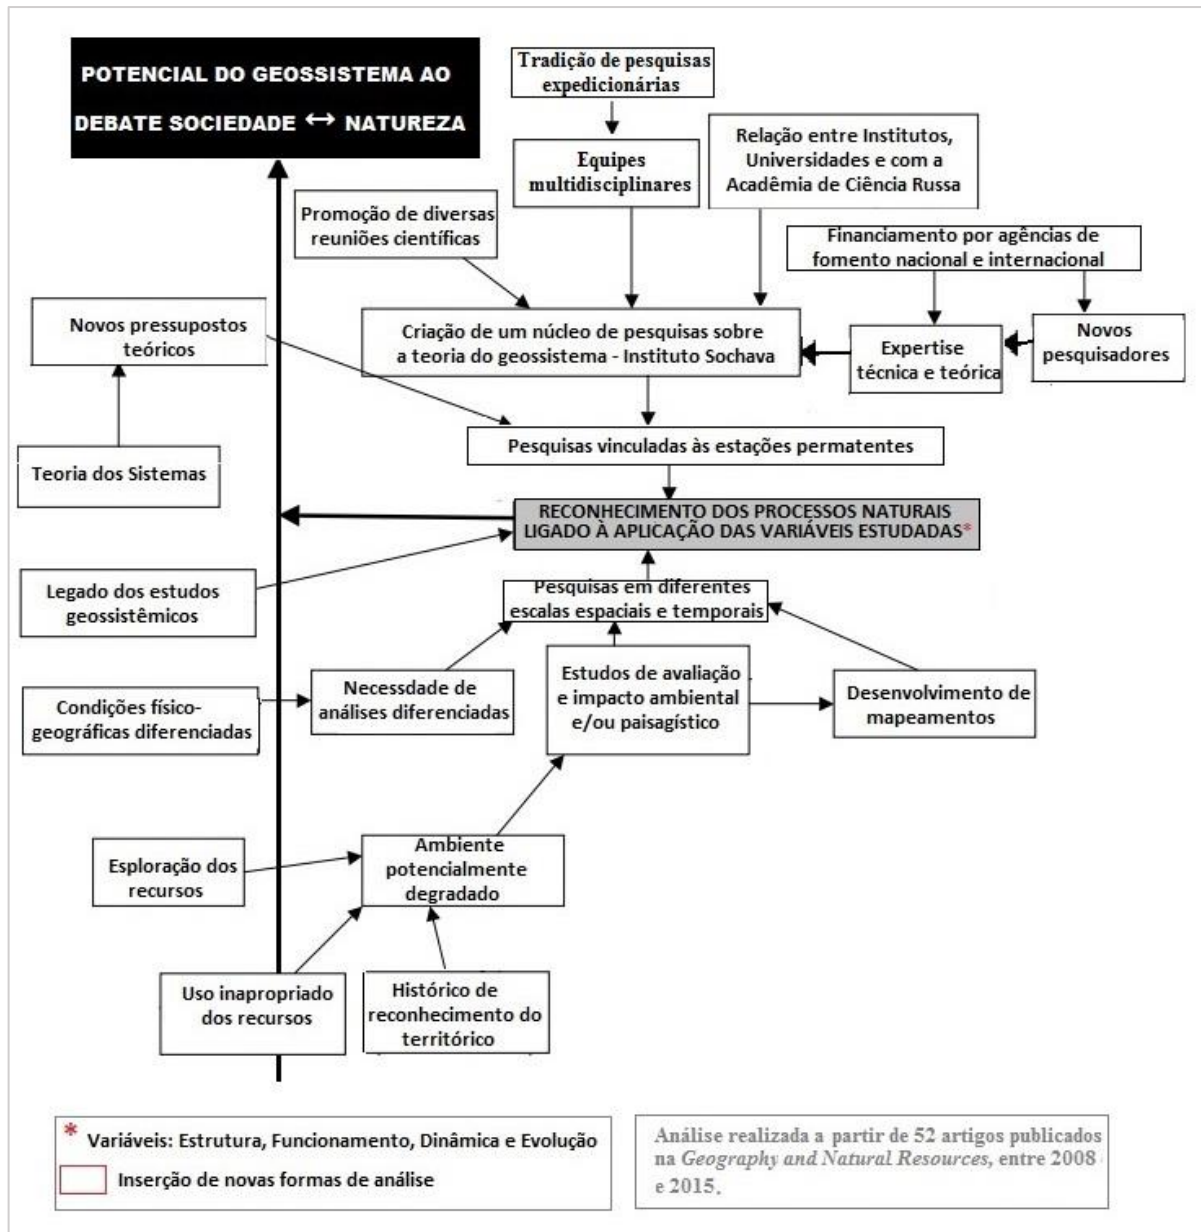 POTENCIAL DO GEOSSISTEMA AO
DEBATE SOCIEDADE ↔ NATUREZA
Tradição de pesquisas
expedicionárias
Equipes
multidisciplinares
Relação entre Institutos,
Universidades e com a
Acadêmia de Ciência Russa
Promoção de diversas
reuniões científicas
Financiamento por agências de
fomento nacional e internacional
Novos pressupostos
teóricos
Criação de um núcleo de pesquisas sobre
a teoria do geossistema - Instituto Sochava
Expertise
técnica e teórica
Novos
pesquisadores
Teoria dos Sistemas
Pesquisas vinculadas às estações permatentes
RECONHECIMENTO DOS PROCESSOS NATURAIS
LIGADO À APLICAÇÃO DAS VARIÁVEIS ESTUDADAS*
Legado dos estudos
geossistêmicos
Pesquisas em diferentes
escalas espaciais e temporais
Condições físico-
geográficas diferenciadas
Necessdade de
análises diferenciadas
Estudos de avaliação
e impacto ambiental
e/ou paisagístico
Desenvolvimento de
mapeamentos
Esploração dos
recursos
Ambiente
potencialmente
degradado
Uso inapropriado
dos recursos
Histórico de
reconhecimento do
territórico
* Variáveis: Estrutura, Funcionamento, Dinâmica e Evolução
Inserção de novas formas de análise
Análise realizada a partir de 52 artigos publicados
na Geography and Natural Resources, entre 2008
e 2015.